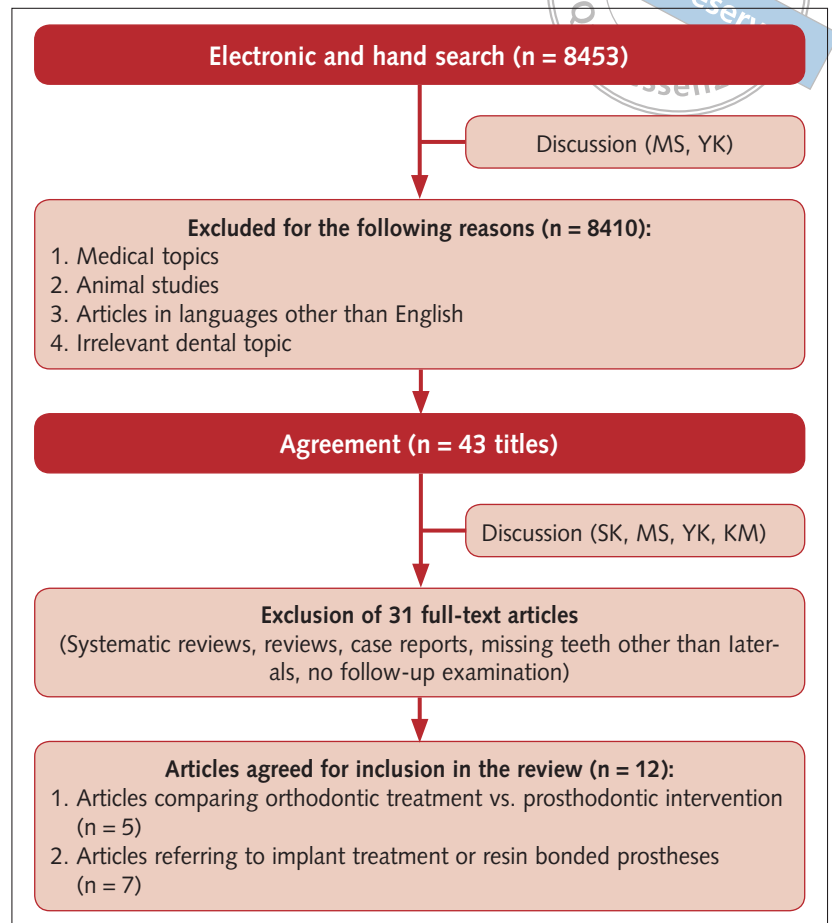 Electronic and hand search (n = 8453)
Discussion (MS, YK)
Excluded for the following reasons (n = 8410):
1. Medical topics
2. Animal studies
3. Articles in languages other than English
4. Irrelevant dental topic
Agreement (n = 43 titles)
Discussion (SK, MS, YK, KM)
Exclusion of 31 full-text articles
(Systematic reviews, reviews, case reports, missing teeth other than later-
als, no follow-up examination)
Articles agreed for inclusion in the review (n = 12):
1. Articles comparing orthodontic treatment vs. prosthodontic intervention
(n = 5)
2. Articles referring to implant treatment or resin bonded prostheses
(n = 7)